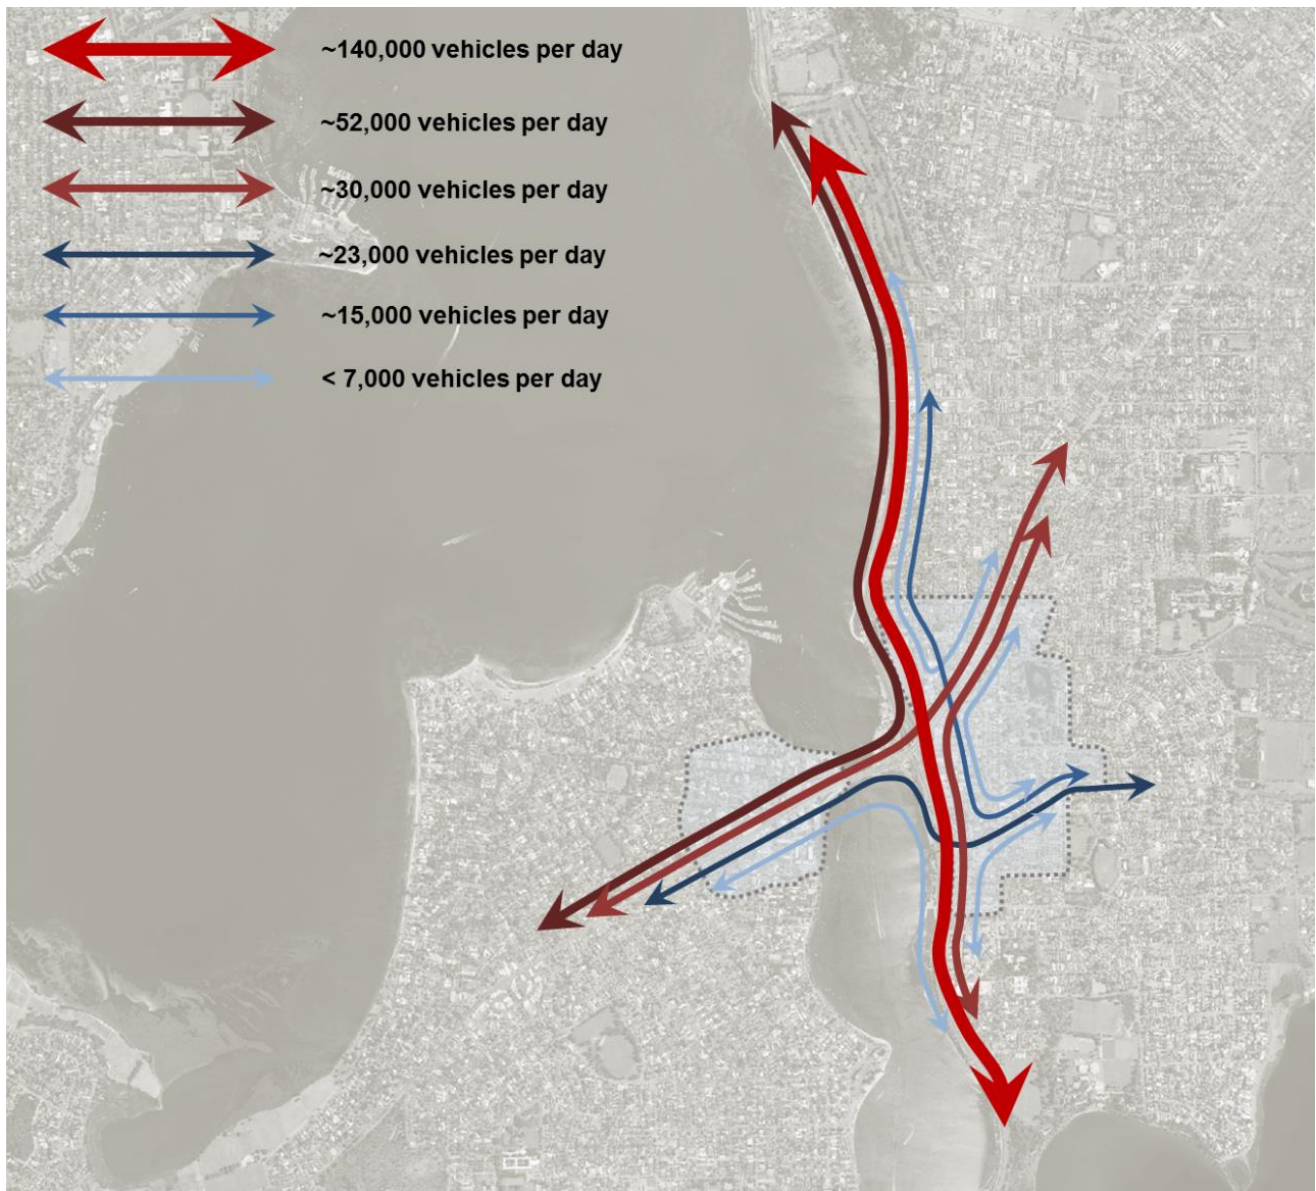 ~140,000 vehicles per day
~52,000 vehicles per day
~30,000 vehicles per day
~23,000 vehicles per day
~15,000 vehicles per day
< 7,000 vehicles per day